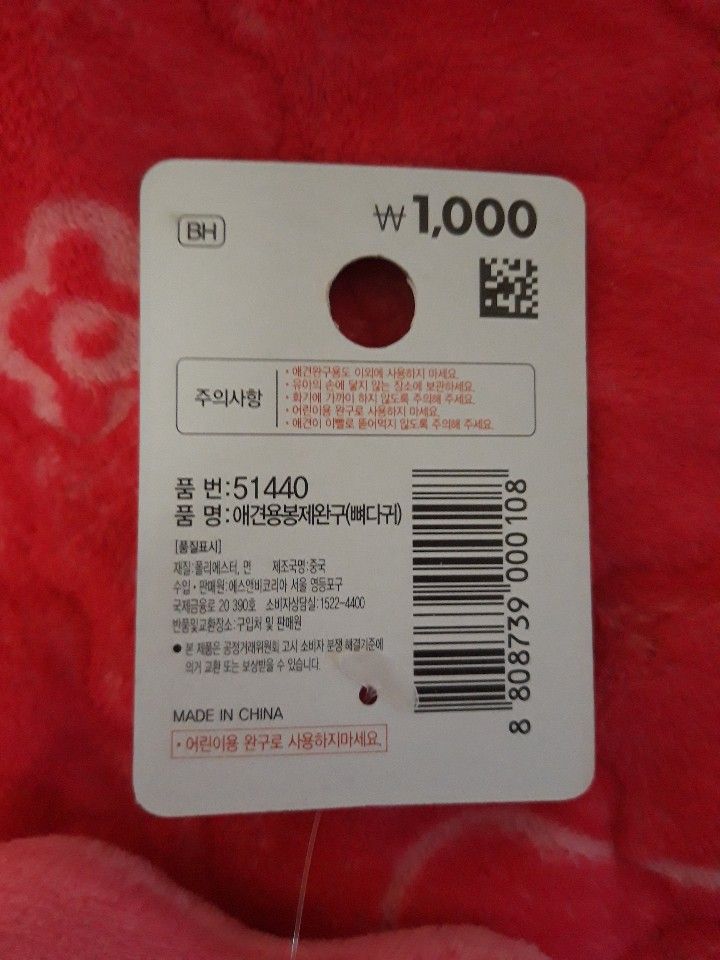 BH
₩1,000
주의사항
• 애견완구용도 이외에 사용하지 마세요.
• 유아의 손에 닿지 않는 장소에 보관하세요.
• 화기에 가까이 하지 않도록 주의해 주세요.
• 어린이용 완구로 사용하지 마세요.
• 애견이 이빨로 뜯어먹지 않도록 주의해 주세요.
품 번:51440
품 명:애견용봉제완구(뼈다귀)
[품질표시]
재질:폴리에스터, 면 제조국명:중국
수입·판매원:에스앤비코리아 서울 영등포구
국제금융로 20 390호 소비자상담실:1522-4400
반품및교환장소:구입처 및 판매원
● 본 제품은 공정거래위원회 고시 소비자 분쟁 해결기준에
의거 교환 또는 보상받을 수 있습니다.
MADE IN CHINA
• 어린이용 완구로 사용하지마세요.
8 808739 000108